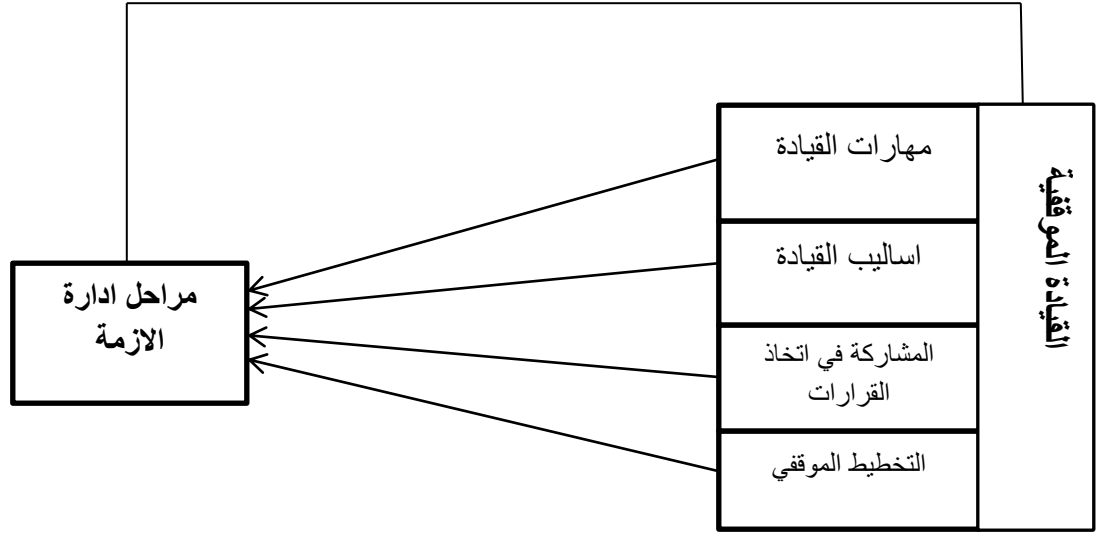 القيادة الموقفية
مهارات القيادة
اساليب القيادة
المشاركة في اتخاذ
القرارات
التخطيط الموقفي
مراحل ادارة
الازمة